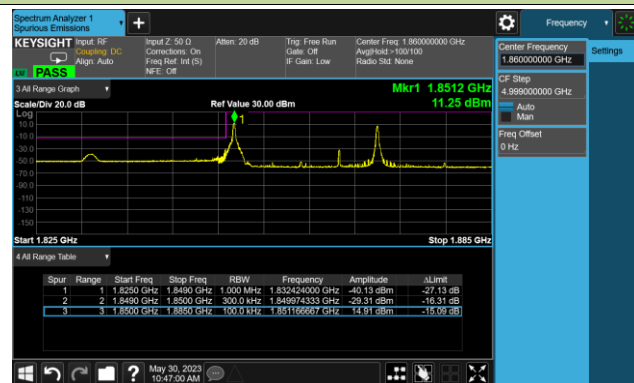 Spectrum Analyzer 1
Spurious Emissions
Frequency
KEYSIGHT Input: RF
Coupling: DC
Align: Auto
Input Z: 50 Ω
Corrections: On
Freq Ref: Int (S)
NFE: Off
Atten: 20 dB
Trig: Free Run
Gate: Off
IF Gain: Low
Center Freq: 1.860000000 GHz
Avg|Hold:>100/100
Radio Std: None
PASS
Center Frequency
1.860000000 GHz
Settings
CF Step
4.999000000 GHz
Auto
Man
Freq Offset
0 Hz
3 All Range Graph
Mkr1 1.8512 GHz
Scale/Div 20.0 dB
Ref Value 30.00 dBm
11.25 dBm
Log
10.0
-10.0
-30.0
-50.0
-70.0
-90.0
-110
-130
-150
1
Start 1.825 GHz
Stop 1.885 GHz
4 All Range Table
Spur Range Start Freq Stop Freq RBW Frequency Amplitude ΔLimit
1 1 1.8250 GHz 1.8490 GHz 1.000 MHz 1.832424000 GHz -40.13 dBm -27.13 dB
2 2 1.8490 GHz 1.8500 GHz 300.0 kHz 1.849974333 GHz -29.31 dBm -16.31 dB
3 3 1.8500 GHz 1.8850 GHz 100.0 kHz 1.851166667 GHz 14.91 dBm -15.09 dB
May 30, 2023
10:47:00 AM